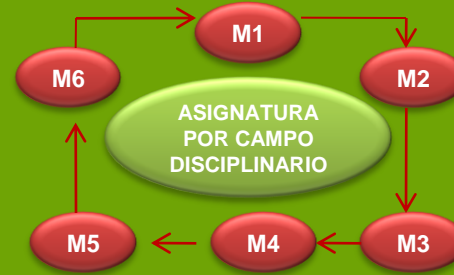 M1
M6
M2
ASIGNATURA
POR CAMPO
DISCIPLINARIO
M5
M4
M3